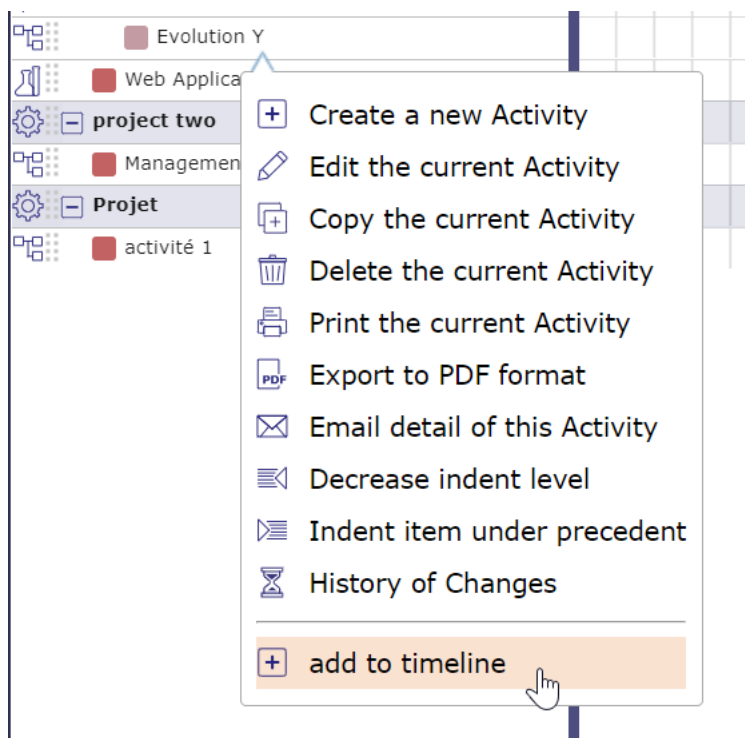 Evolution Y
Web Applica
project two
Managemen
Projet
activité 1
Create a new Activity
Edit the current Activity
Copy the current Activity
Delete the current Activity
Print the current Activity
PDF
Export to PDF format
Email detail of this Activity
Decrease indent level
Indent item under precedent
History of Changes
add to timeline